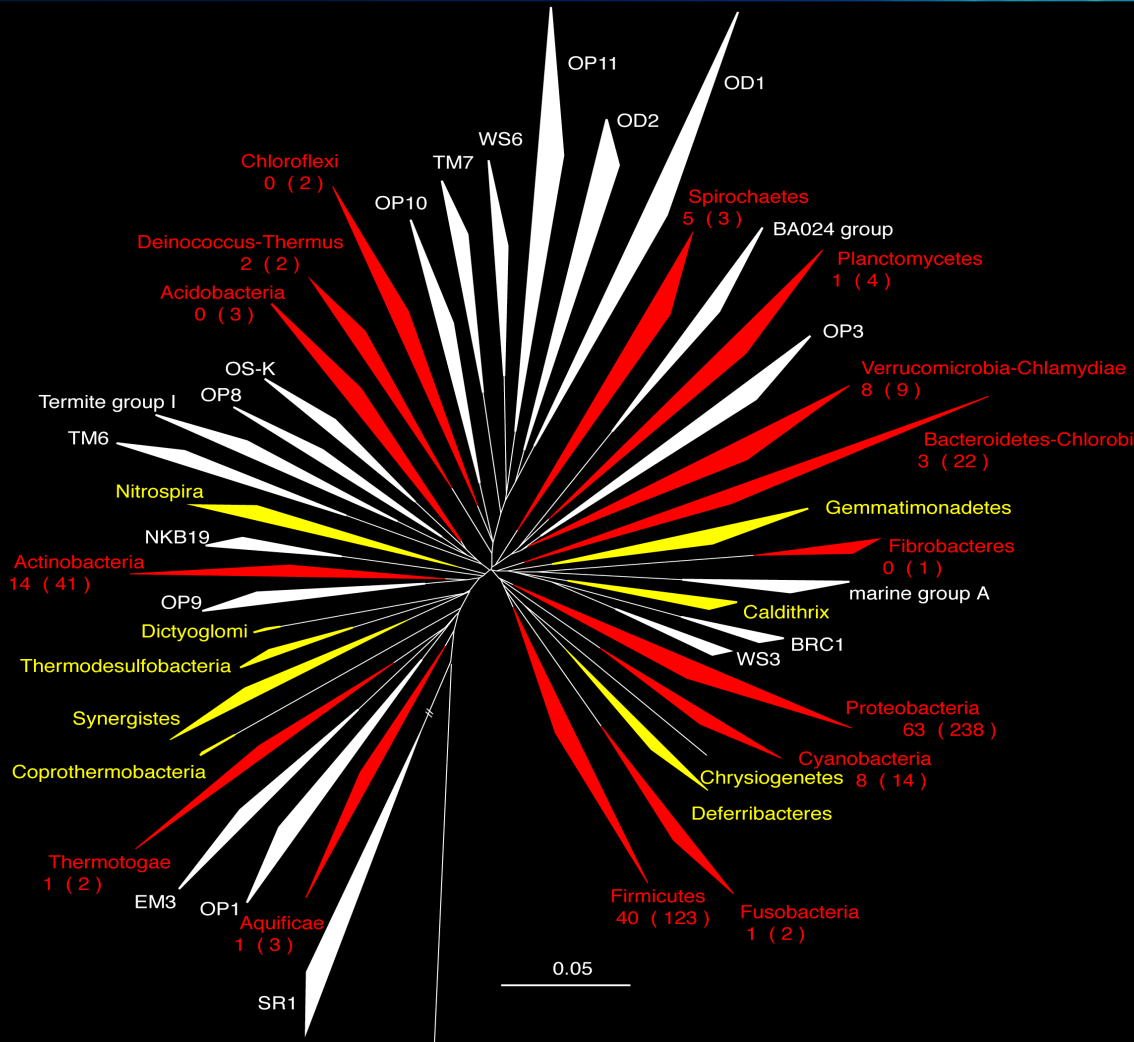 OP11
OD1
OD2
WS6
TM7
Chloroflexi
0 ( 2 )
OP10
Spirochaetes
5 ( 3 )
BA024 group
Deinococcus-Thermus
2 ( 2 )
Planctomycetes
1 ( 4 )
Acidobacteria
0 ( 3 )
OP3
OS-K
Verrucomicrobia-Chlamydiae
8 ( 9 )
OP8
Termite group I
TM6
Bacteroidetes-Chlorobi
3 ( 22 )
Nitrospira
Gemmatimonadetes
NKB19
Fibrobacteres
0 ( 1 )
Actinobacteria
14 ( 41 )
marine group A
OP9
Caldithrix
Dictyoglomi
BRC1
WS3
Thermodesulfobacteria
Proteobacteria
63 ( 238 )
Synergistes
Cyanobacteria
8 ( 14 )
Coprothermobacteria
Chrysiogenetes
Deferribacteres
Thermotogae
1 ( 2 )
EM3
OP1
Firmicutes
40 ( 123 )
Fusobacteria
1 ( 2 )
Aquificae
1 ( 3 )
0.05
SR1